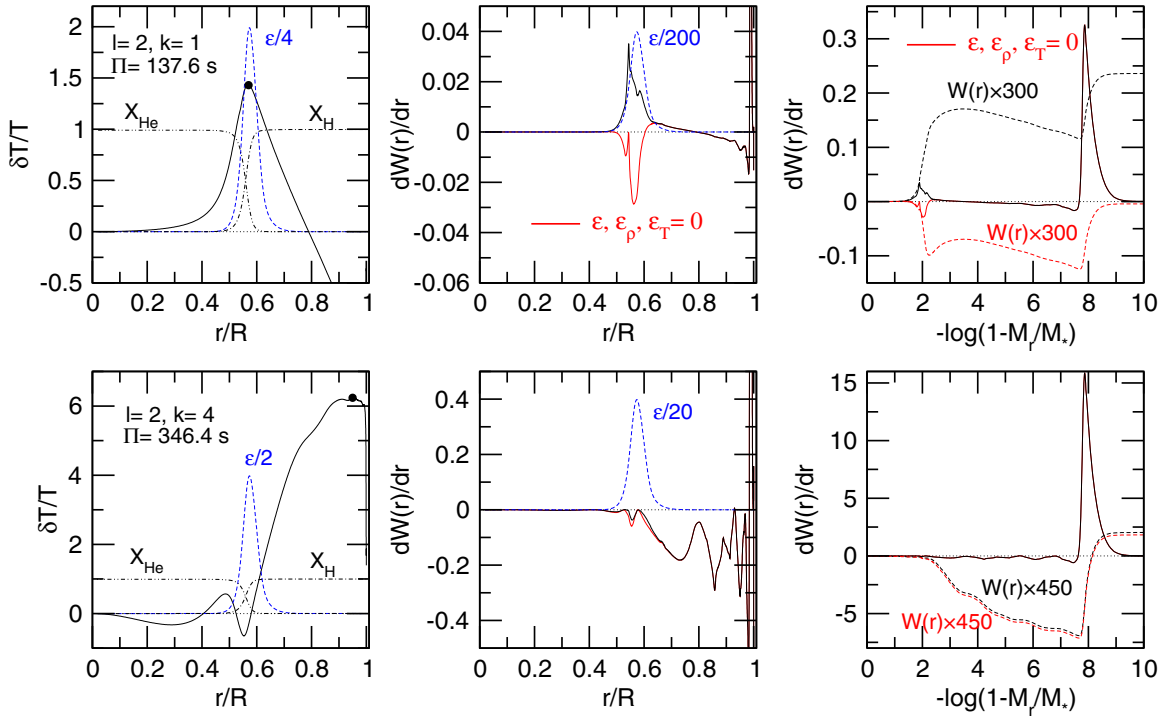 l= 2, k= 1
Π= 137.6 s
ε/4
X_He
X_H
δT/T
2
1.5
1
0.5
0
-0.5
0 0.2 0.4 0.6 0.8 1
r/R
ε/200
ε, ε_ρ, ε_T= 0
dW(r)/dr
0.04
0.02
0
-0.02
-0.04
-0.06
0 0.2 0.4 0.6 0.8 1
r/R
ε, ε_ρ, ε_T= 0
W(r)×300
W(r)×300
dW(r)/dr
0.3
0.2
0.1
0
-0.1
0 2 4 6 8 10
-log(1-M_r/M_*)
l= 2, k= 4
Π= 346.4 s
ε/2
X_He
X_H
δT/T
6
4
2
0
0 0.2 0.4 0.6 0.8 1
r/R
ε/20
dW(r)/dr
0.4
0.2
0
-0.2
-0.4
0 0.2 0.4 0.6 0.8 1
r/R
W(r)×450
W(r)×450
dW(r)/dr
15
10
5
0
-5
0 2 4 6 8 10
-log(1-M_r/M_*)